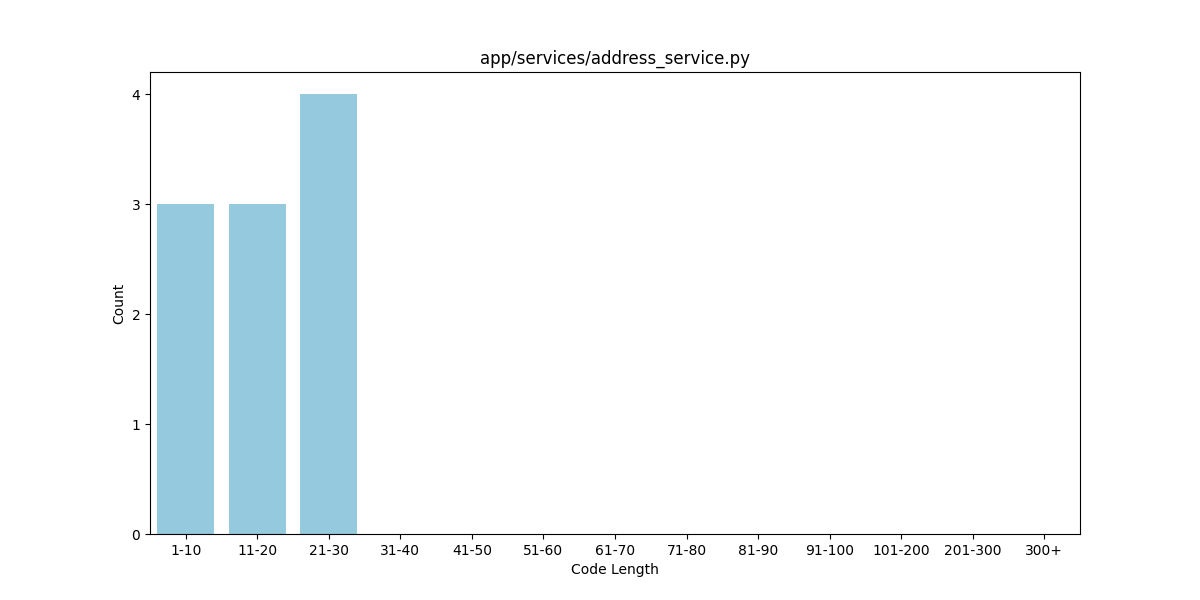 app/services/address_service.py
Count
4
3
2
1
0
1-10 11-20 21-30 31-40 41-50 51-60 61-70 71-80 81-90 91-100 101-200 201-300 300+
Code Length